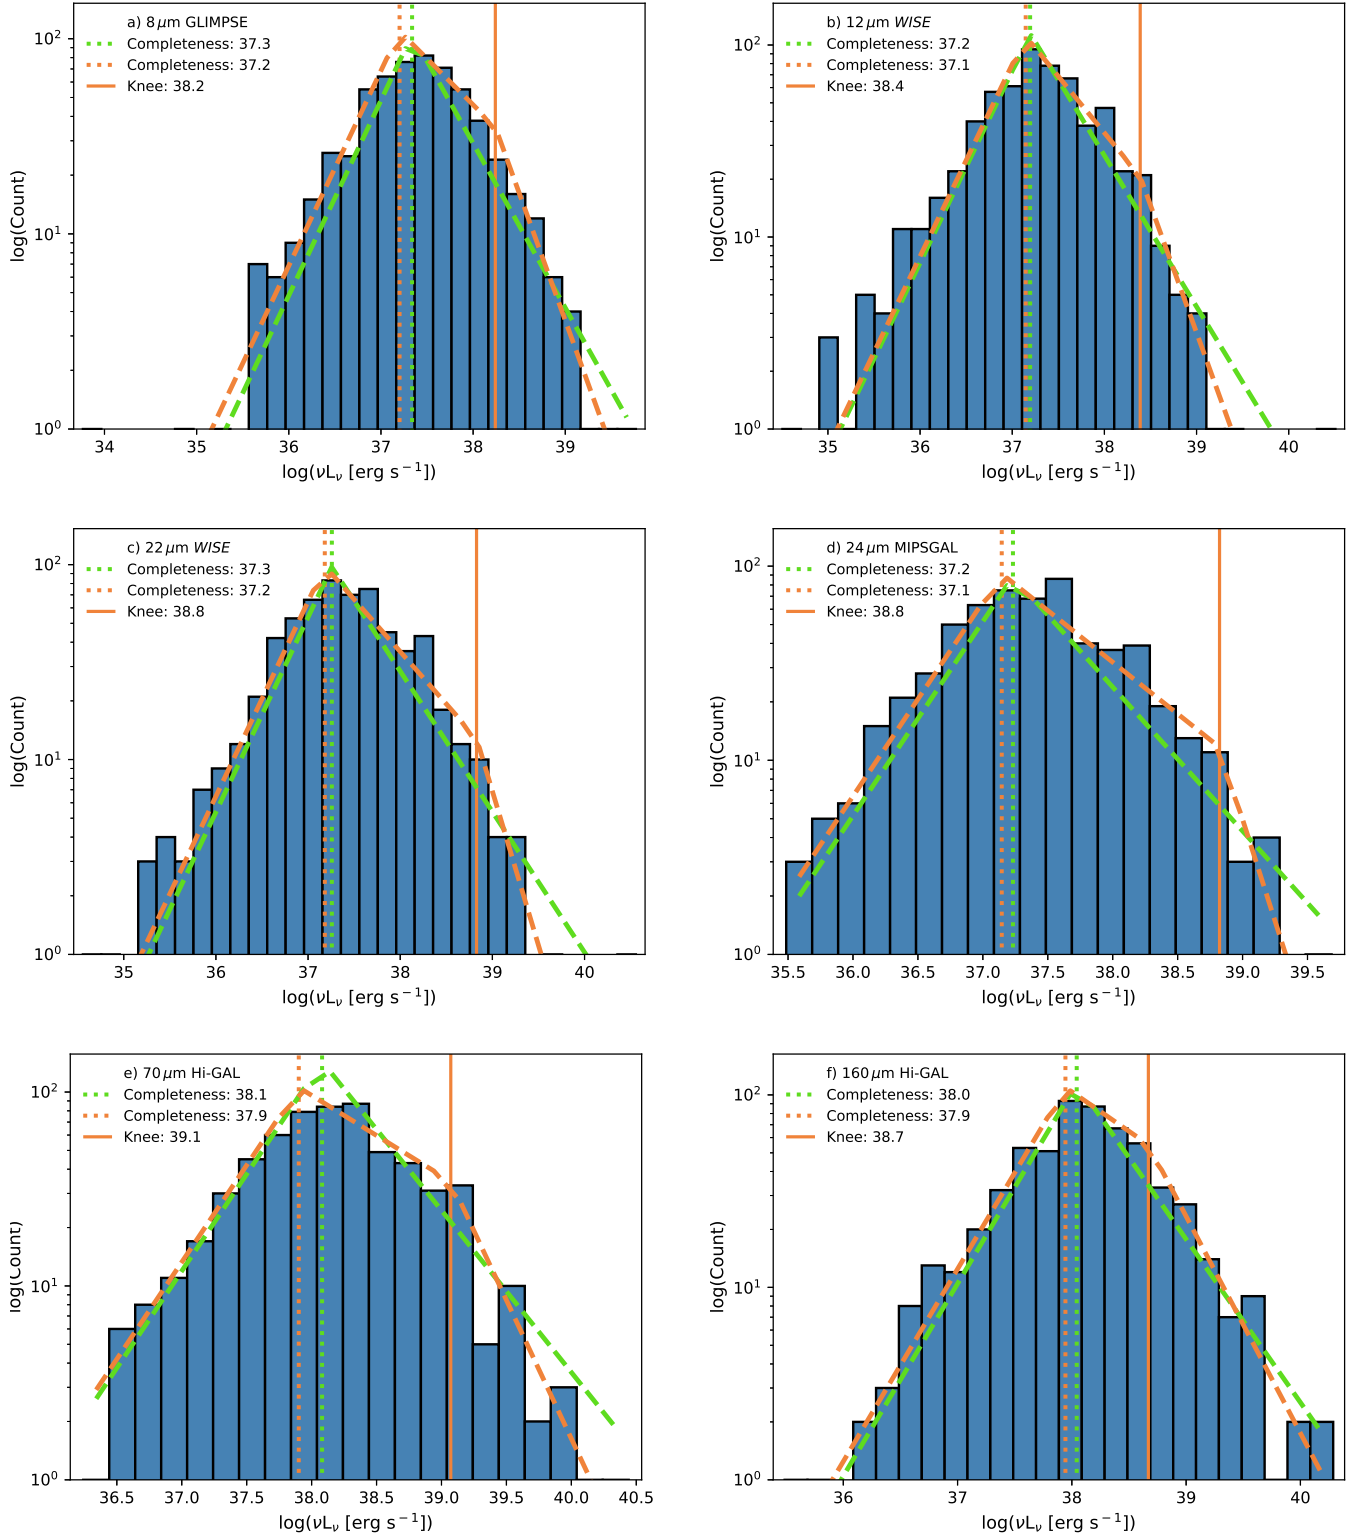 a) 8 μm GLIMPSE
Completeness: 37.3
Completeness: 37.2
Knee: 38.2
10²
10¹
10⁰
log(Count)
34 35 36 37 38 39
log(νLν [erg s⁻¹])
b) 12 μm WISE
Completeness: 37.2
Completeness: 37.1
Knee: 38.4
10²
10¹
10⁰
log(Count)
35 36 37 38 39 40
log(νLν [erg s⁻¹])
c) 22 μm WISE
Completeness: 37.3
Completeness: 37.2
Knee: 38.8
10²
10¹
10⁰
log(Count)
35 36 37 38 39 40
log(νLν [erg s⁻¹])
d) 24 μm MIPSGAL
Completeness: 37.2
Completeness: 37.1
Knee: 38.8
10²
10¹
10⁰
log(Count)
35.5 36.0 36.5 37.0 37.5 38.0 38.5 39.0 39.5
log(νLν [erg s⁻¹])
e) 70 μm Hi-GAL
Completeness: 38.1
Completeness: 37.9
Knee: 39.1
10²
10¹
10⁰
log(Count)
36.5 37.0 37.5 38.0 38.5 39.0 39.5 40.0 40.5
log(νLν [erg s⁻¹])
f) 160 μm Hi-GAL
Completeness: 38.0
Completeness: 37.9
Knee: 38.7
10²
10¹
10⁰
log(Count)
36 37 38 39 40
log(νLν [erg s⁻¹])